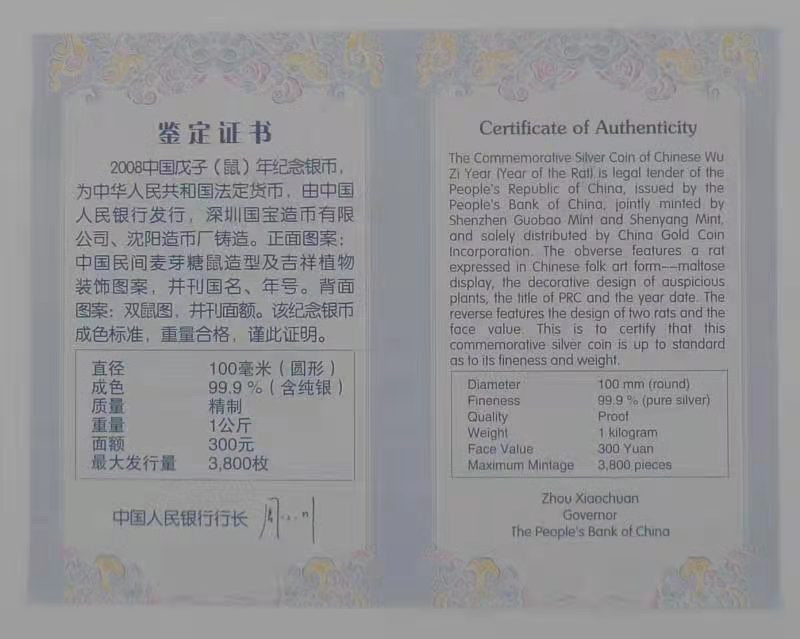 鉴定证书
2008中国戊子（鼠）年纪念银币，
为中华人民共和国法定货币，由中国
人民银行发行，深圳国宝造币有限
公司、沈阳造币厂铸造。正面图案：
中国民间麦芽糖鼠造型及吉祥植物
装饰图案，并刊国名、年号。背面
图案：双鼠图，并刊面额。该纪念银币
成色标准，重量合格，谨此证明。
直径 100毫米（圆形）
成色 99.9 %（含纯银）
质量 精制
重量 1公斤
面额 300元
最大发行量 3,800枚
中国人民银行行长
Certificate of Authenticity
The Commemorative Silver Coin of Chinese Wu
Zi Year (Year of the Rat) is legal tender of the
People's Republic of China, issued by the
People's Bank of China, jointly minted by
Shenzhen Guobao Mint and Shenyang Mint,
and solely distributed by China Gold Coin
Incorporation. The obverse features a rat
expressed in Chinese folk art form----maltose
display, the decorative design of auspicious
plants, the title of PRC and the year date. The
reverse features the design of two rats and the
face value. This is to certify that this
commemorative silver coin is up to standard
as to its fineness and weight.
Diameter 100 mm (round)
Fineness 99.9 % (pure silver)
Quality Proof
Weight 1 kilogram
Face Value 300 Yuan
Maximum Mintage 3,800 pieces
Zhou Xiaochuan
Governor
The People's Bank of China